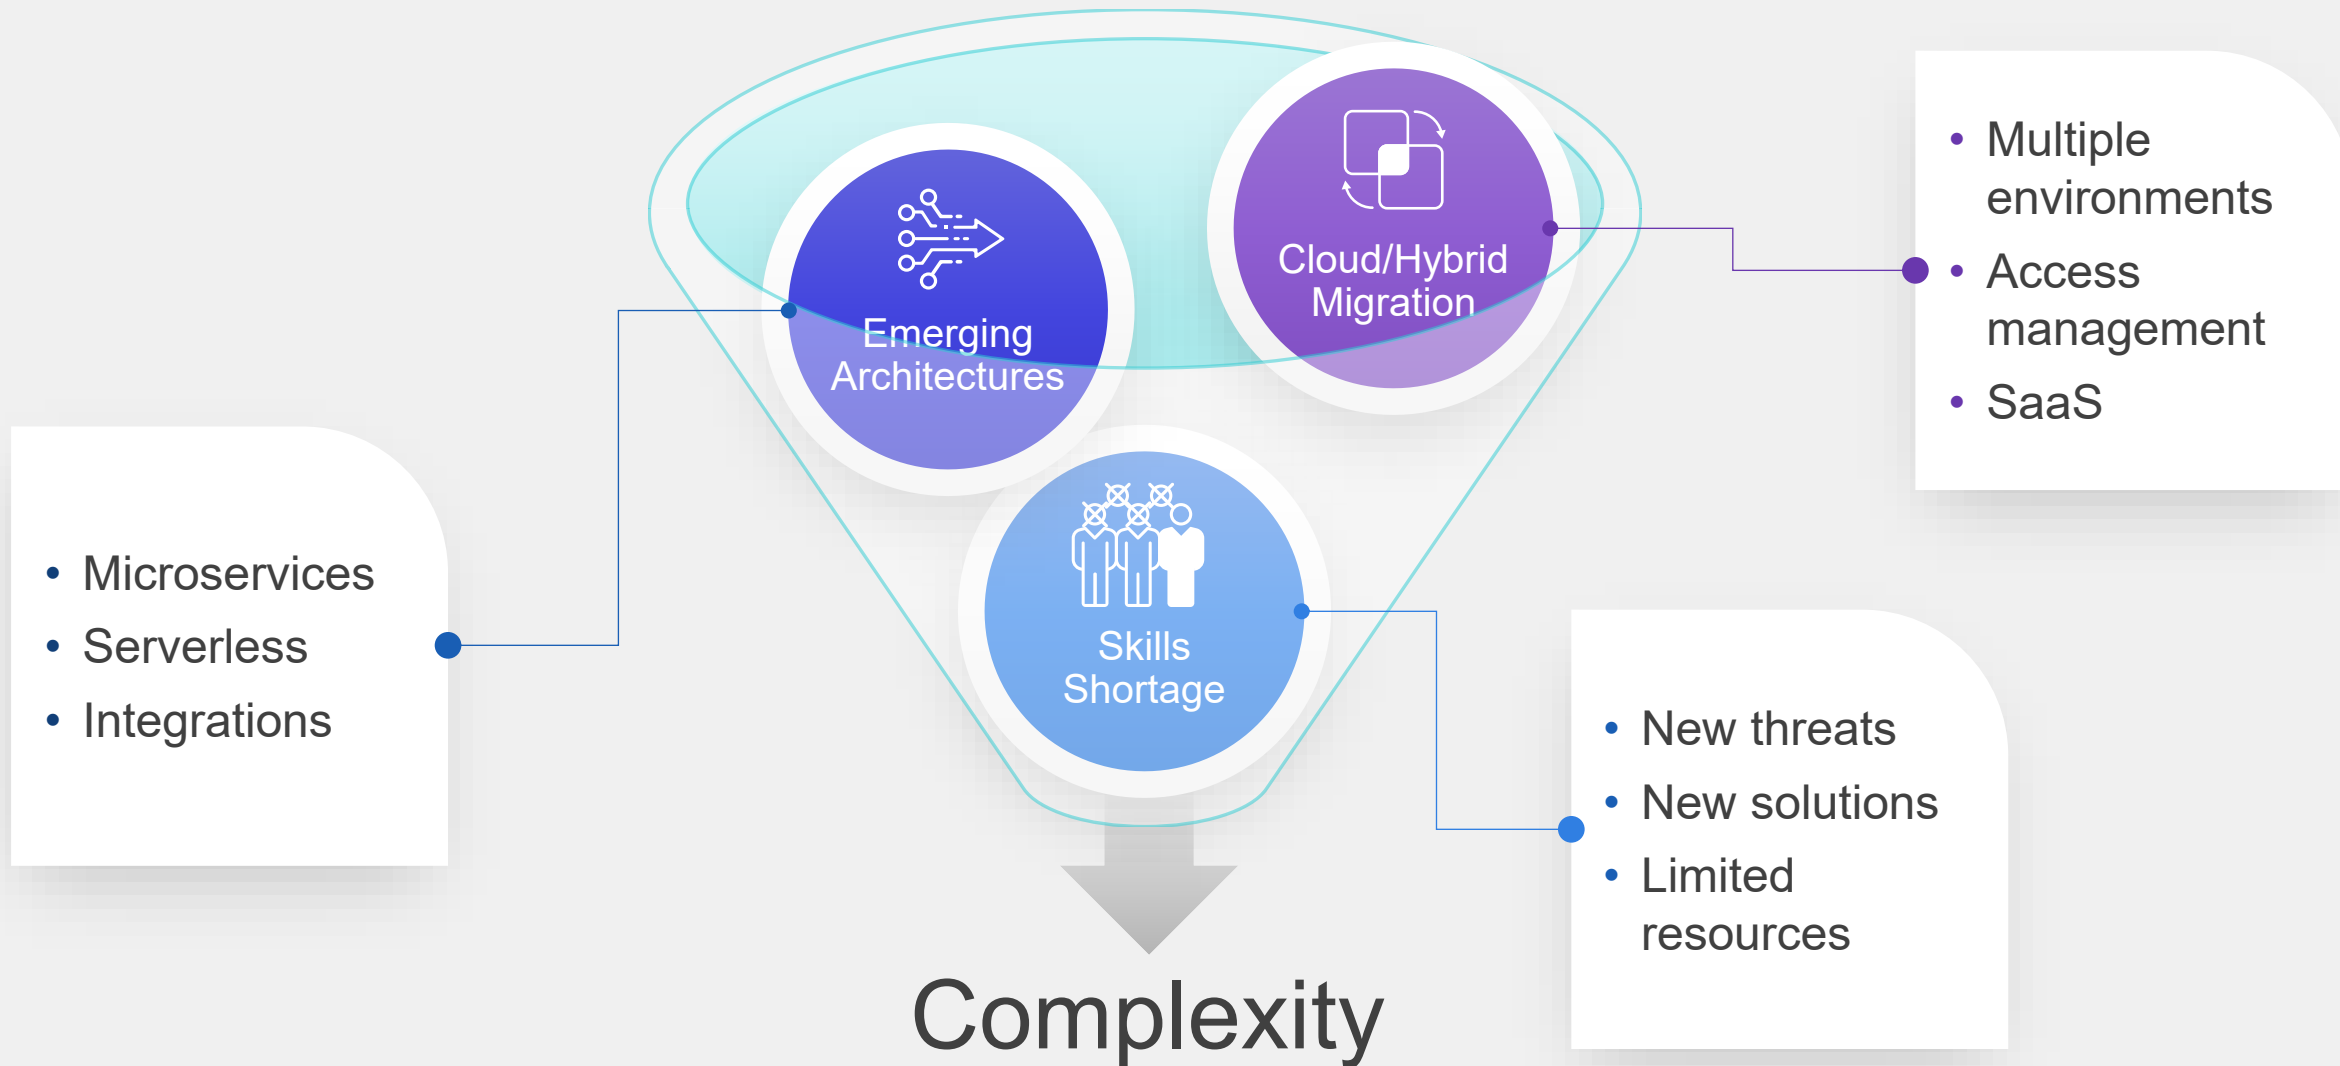 Emerging
Architectures
Cloud/Hybrid
Migration
Skills
Shortage
• Microservices
• Serverless
• Integrations
• Multiple
environments
• Access
management
• SaaS
• New threats
• New solutions
• Limited
resources
Complexity